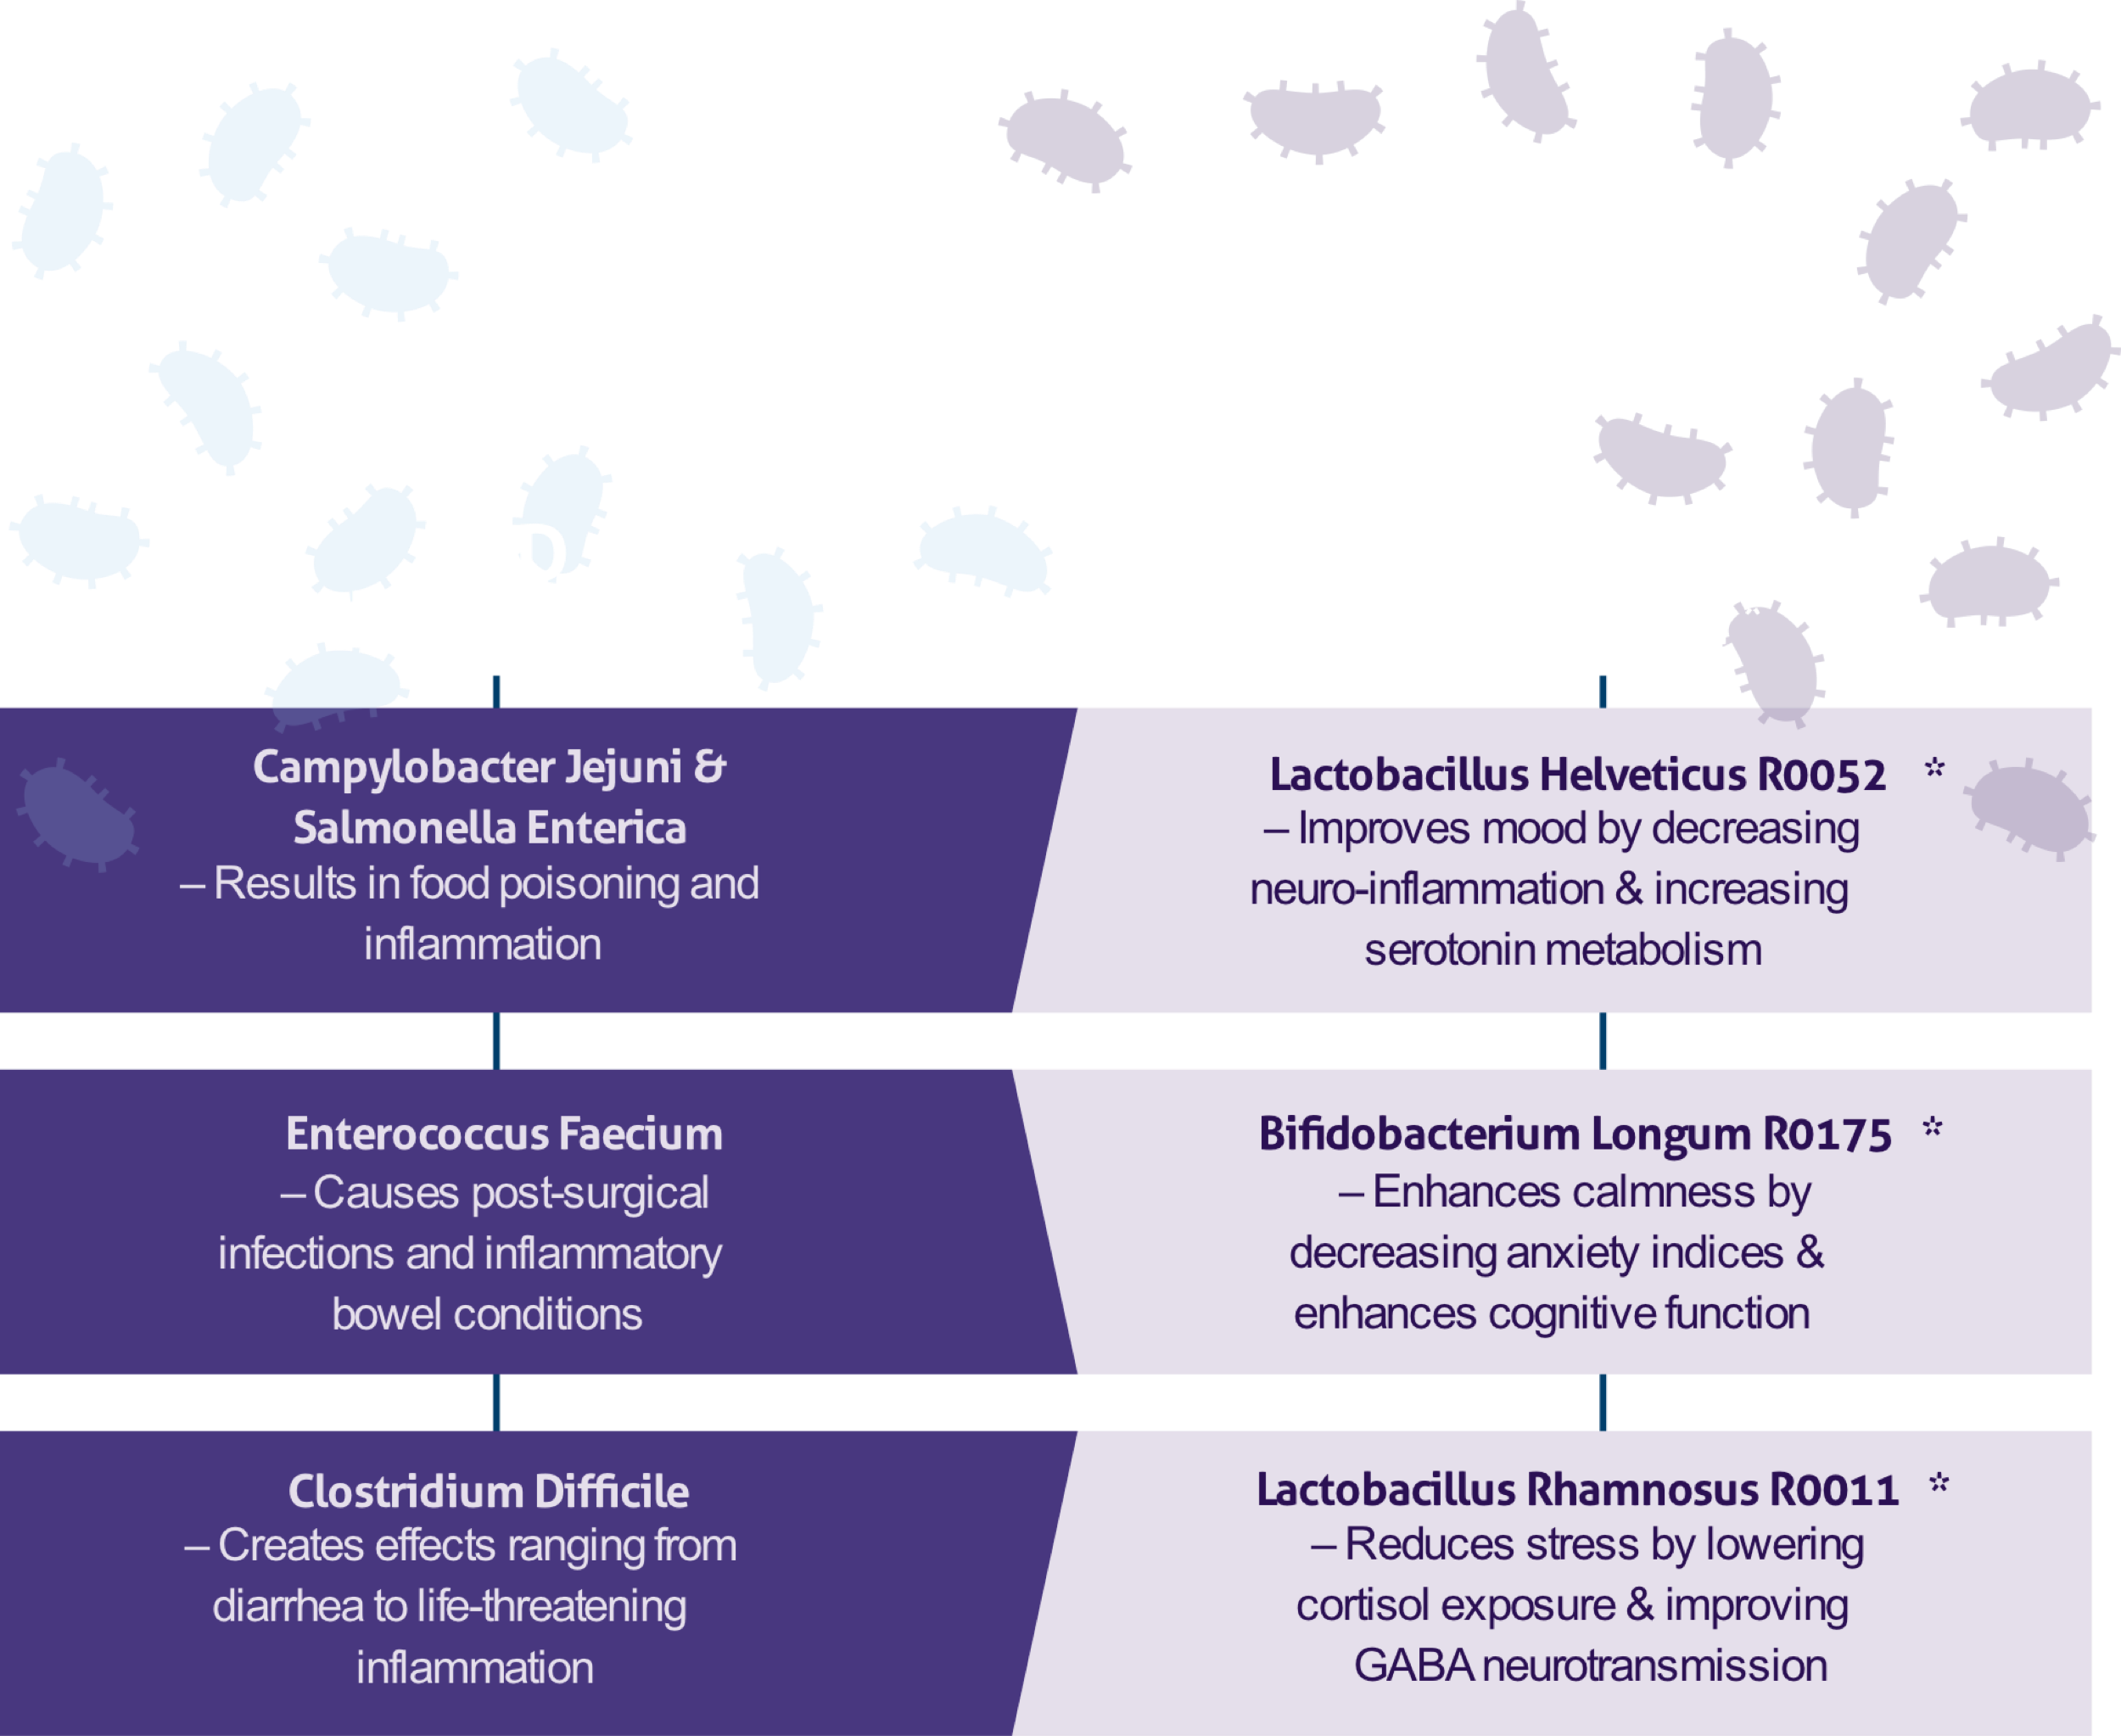 Campylobacter Jejuni &
Salmonella Enterica
– Results in food poisoning and
inflammation
Lactobacillus Helveticus R0052 *
– Improves mood by decreasing
neuro-inflammation & increasing
serotonin metabolism
Enterococcus Faecium
– Causes post-surgical
infections and inflammatory
bowel conditions
Bifidobacterium Longum R0175 *
– Enhances calmness by
decreasing anxiety indices &
enhances cognitive function
Clostridium Difficile
– Creates effects ranging from
diarrhea to life-threatening
inflammation
Lactobacillus Rhamnosus R0011 *
– Reduces stress by lowering
cortisol exposure & improving
GABA neurotransmission